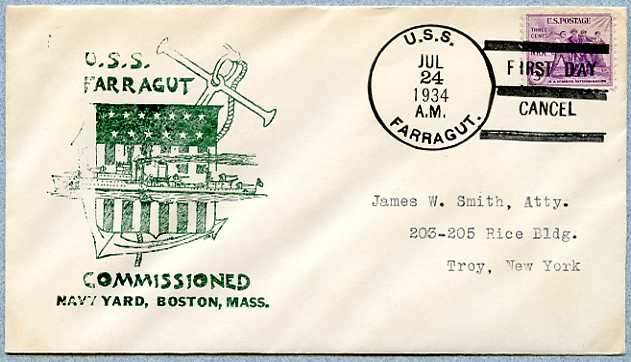 U.S.S.
FARRAGUT
COMMISSIONED
NAVY YARD, BOSTON, MASS.
U.S.S.
JUL
24
1934
A.M.
FARRAGUT.
U.S. POSTAGE
THREE
FIRST DAY
CANCEL
James W. Smith, Atty.
203-205 Rice Bldg.
Troy, New York